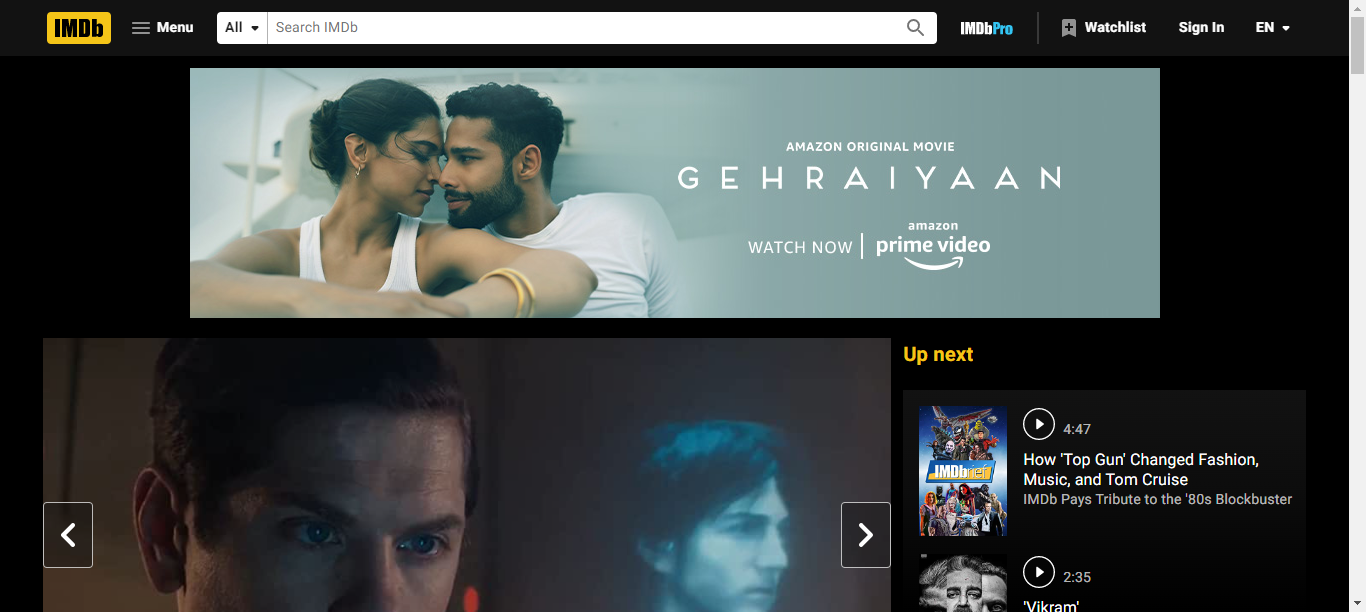 IMDb
Menu
All
Search IMDb
IMDbPro
Watchlist
Sign In
EN
AMAZON ORIGINAL MOVIE
GEHRAIYAAN
WATCH NOW
amazon
prime video
Up next
4:47
How 'Top Gun' Changed Fashion,
Music, and Tom Cruise
IMDb Pays Tribute to the '80s Blockbuster
IMDbrief
2:35
'Vikram'